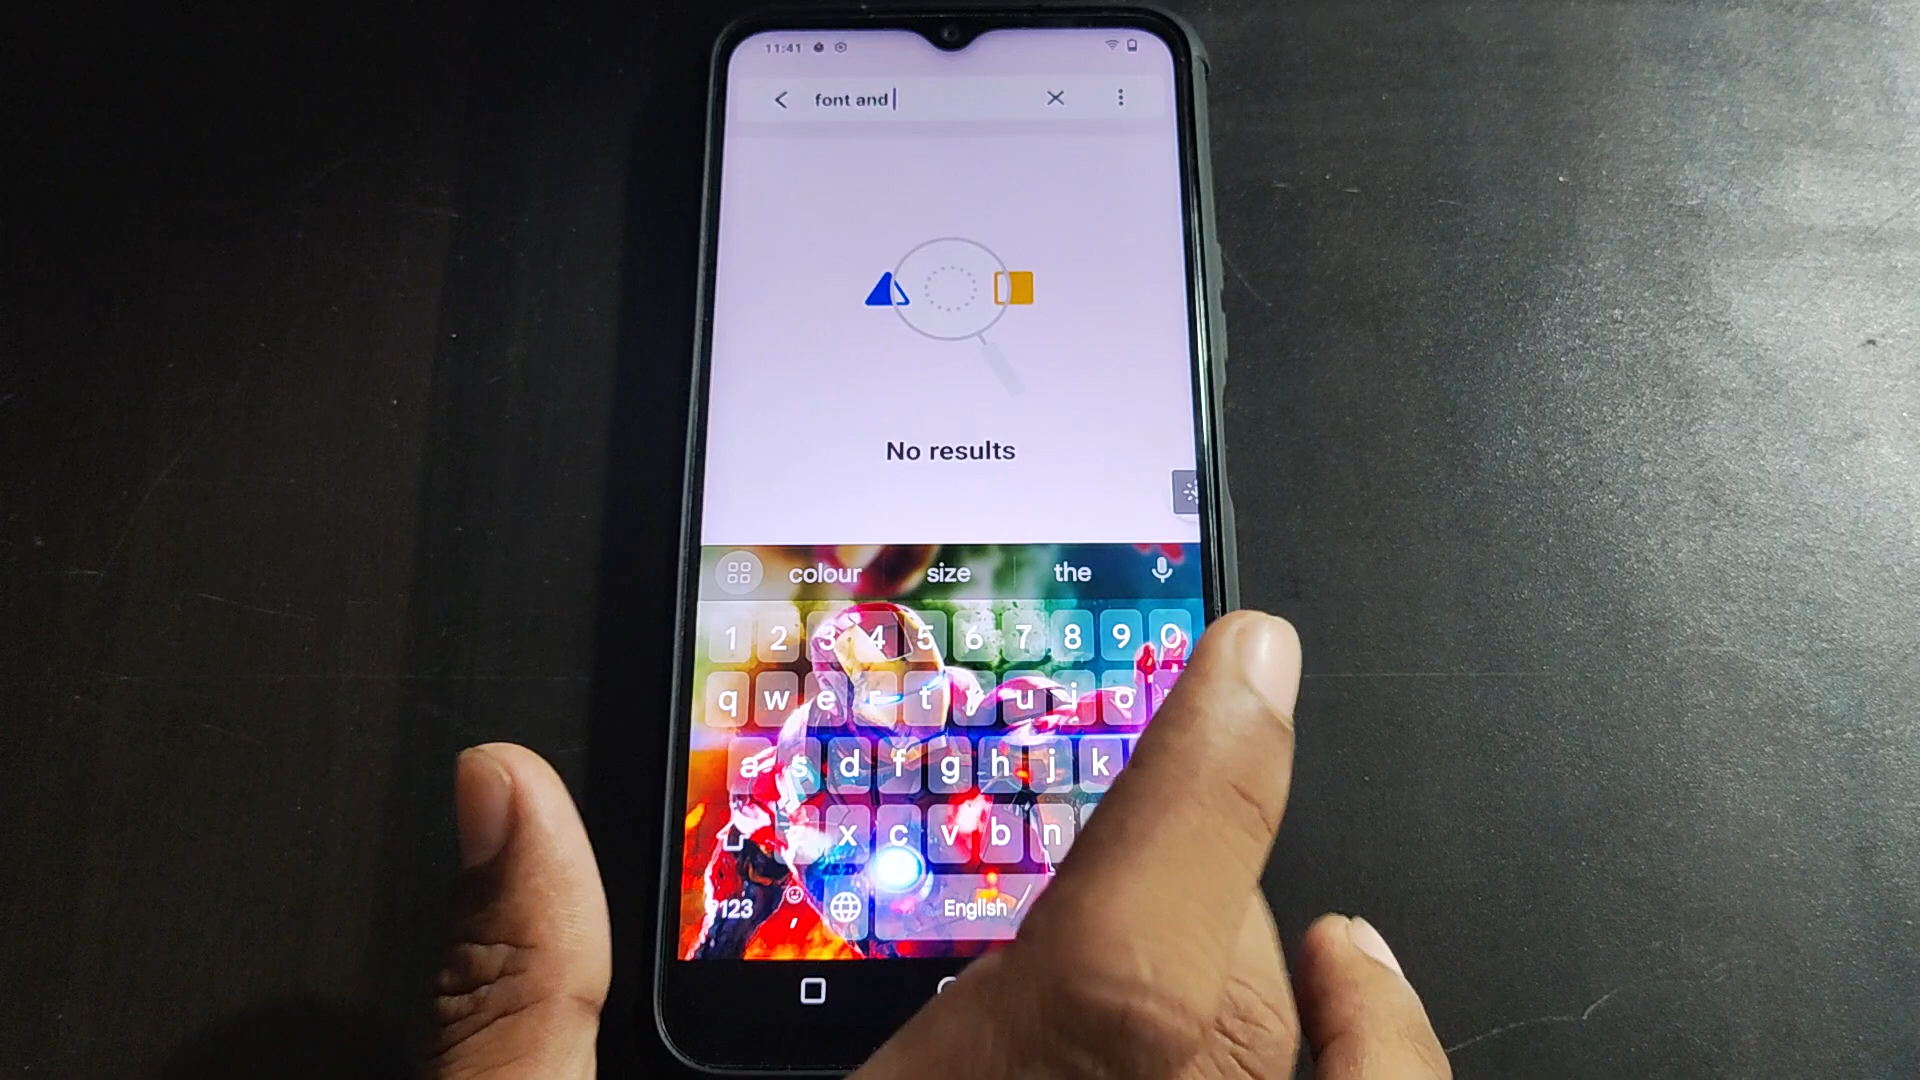 11:41
font and
No results
colour size the
1 2 3 4 5 6 7 8 9 0
q w e r t y u i o
a s d f g h j k
x c v b n
?123 , English